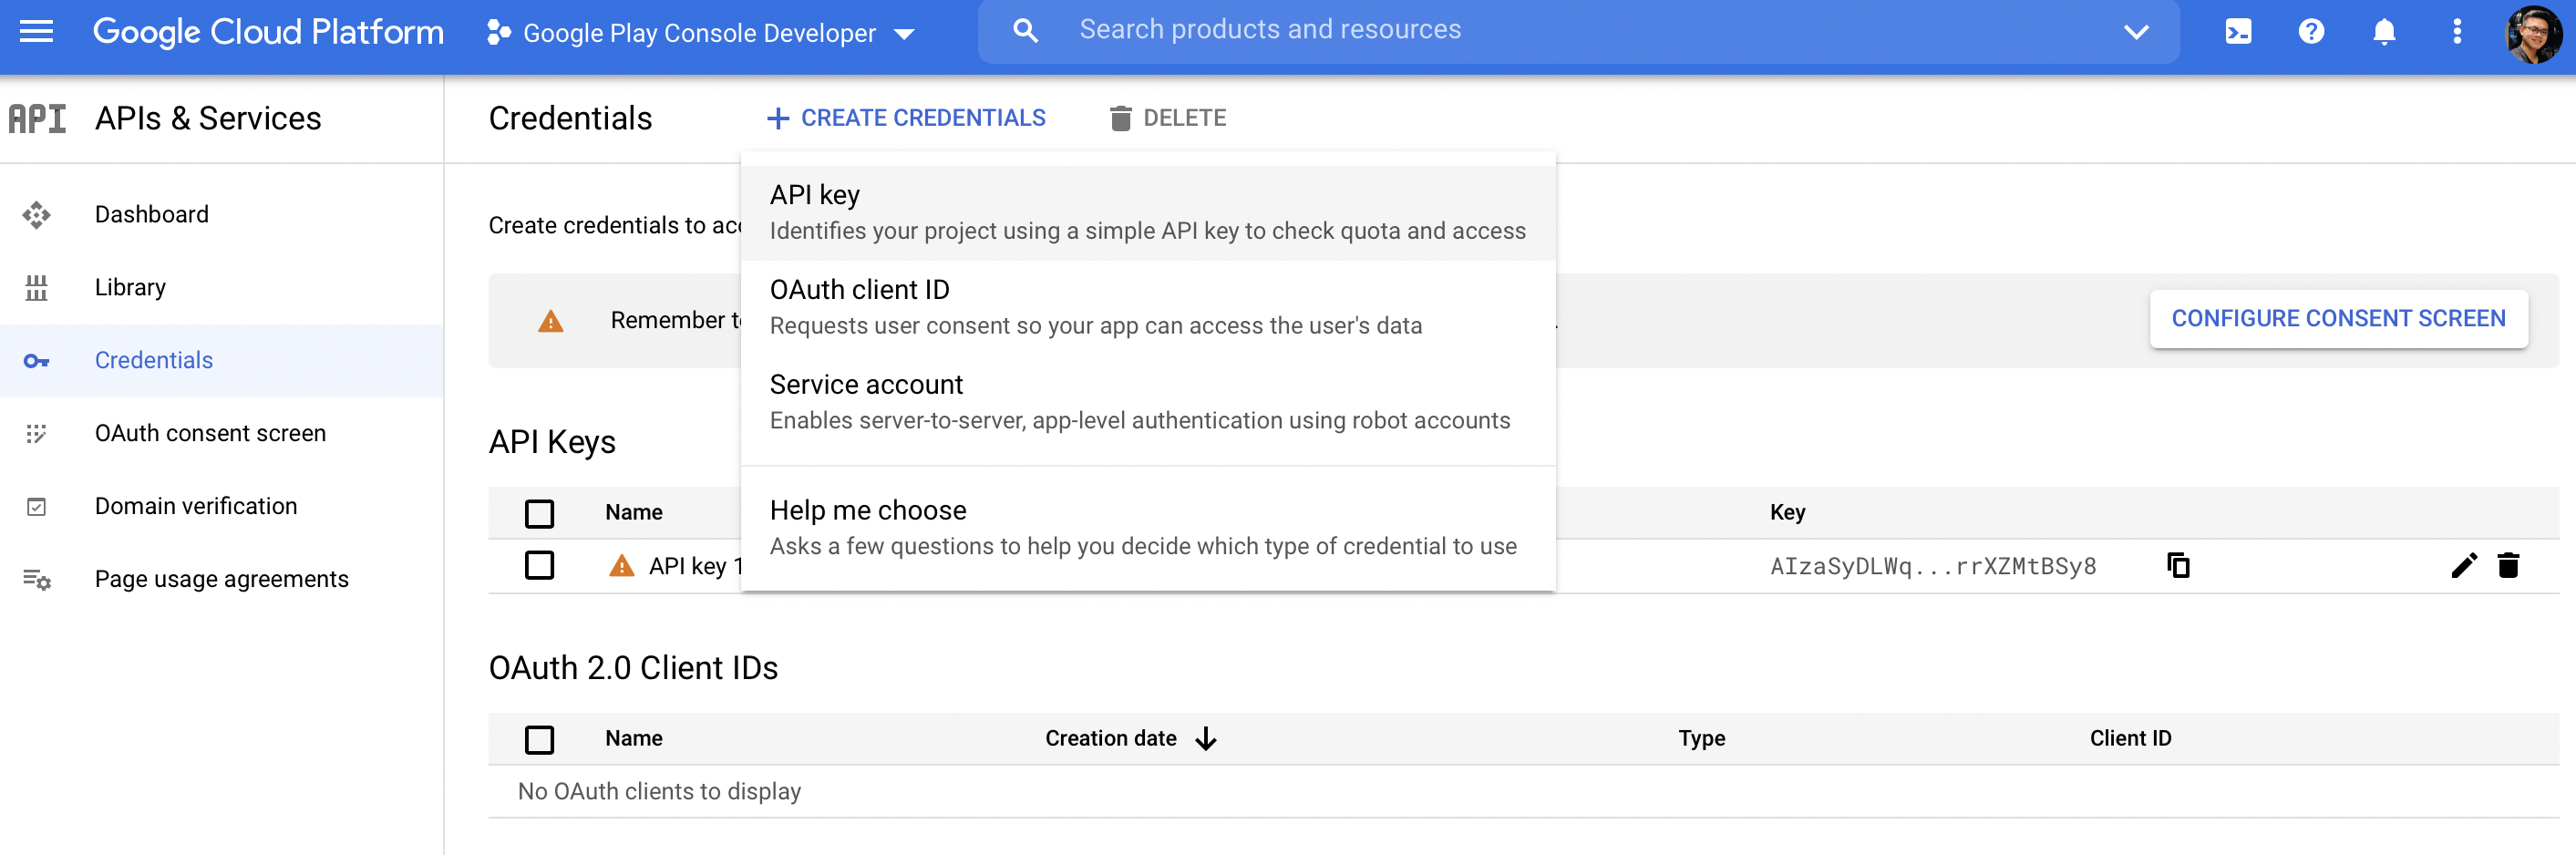 Google Cloud Platform
Google Play Console Developer
Search products and resources
API
APIs & Services
Credentials
CREATE CREDENTIALS
DELETE
Dashboard
Library
Credentials
OAuth consent screen
Domain verification
Page usage agreements
Create credentials to
API key
Identifies your project using a simple API key to check quota and access
OAuth client ID
Requests user consent so your app can access the user's data
Service account
Enables server-to-server, app-level authentication using robot accounts
Help me choose
Asks a few questions to help you decide which type of credential to use
Remember
CONFIGURE CONSENT SCREEN
API Keys
Name
Key
API key 1
AIzaSyDLWq...rrXZMtBSy8
OAuth 2.0 Client IDs
Name
Creation date
Type
Client ID
No OAuth clients to display